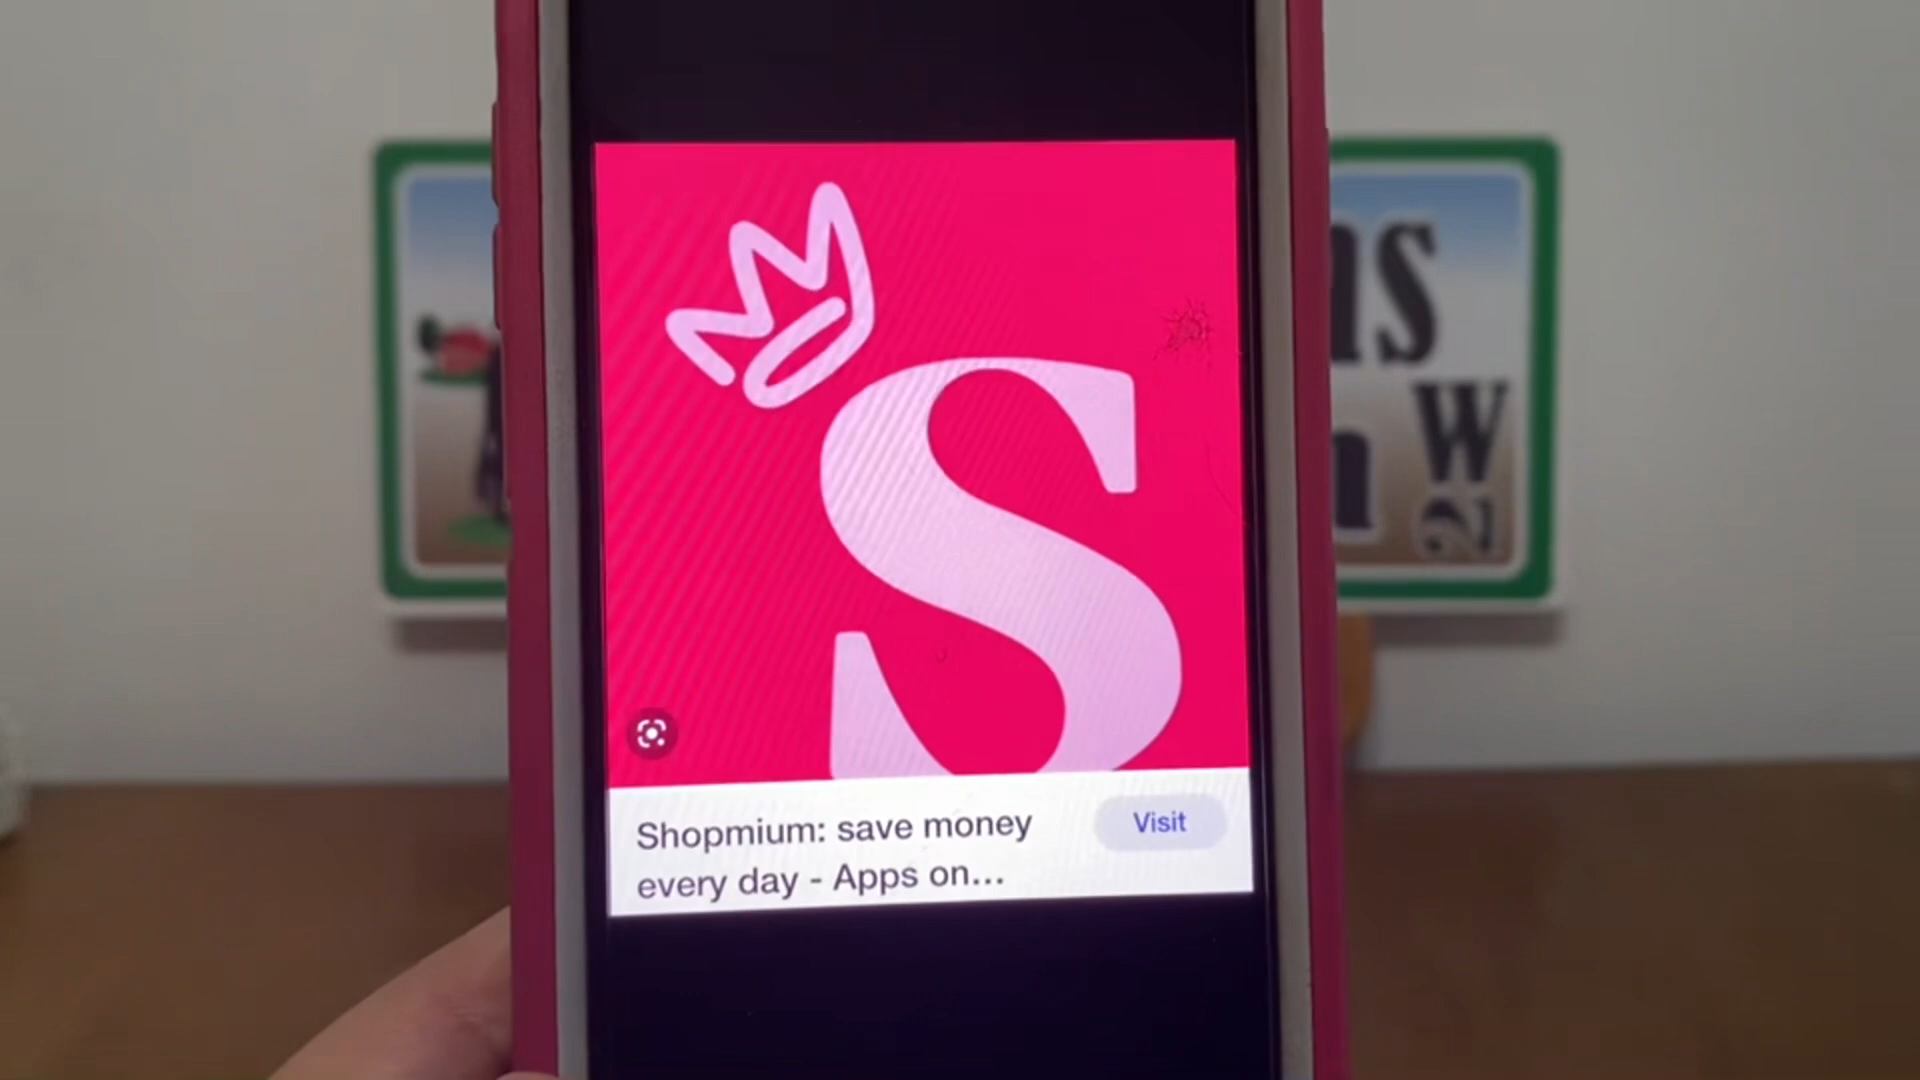 S
Shopmium: save money
every day - Apps on...
Visit
W